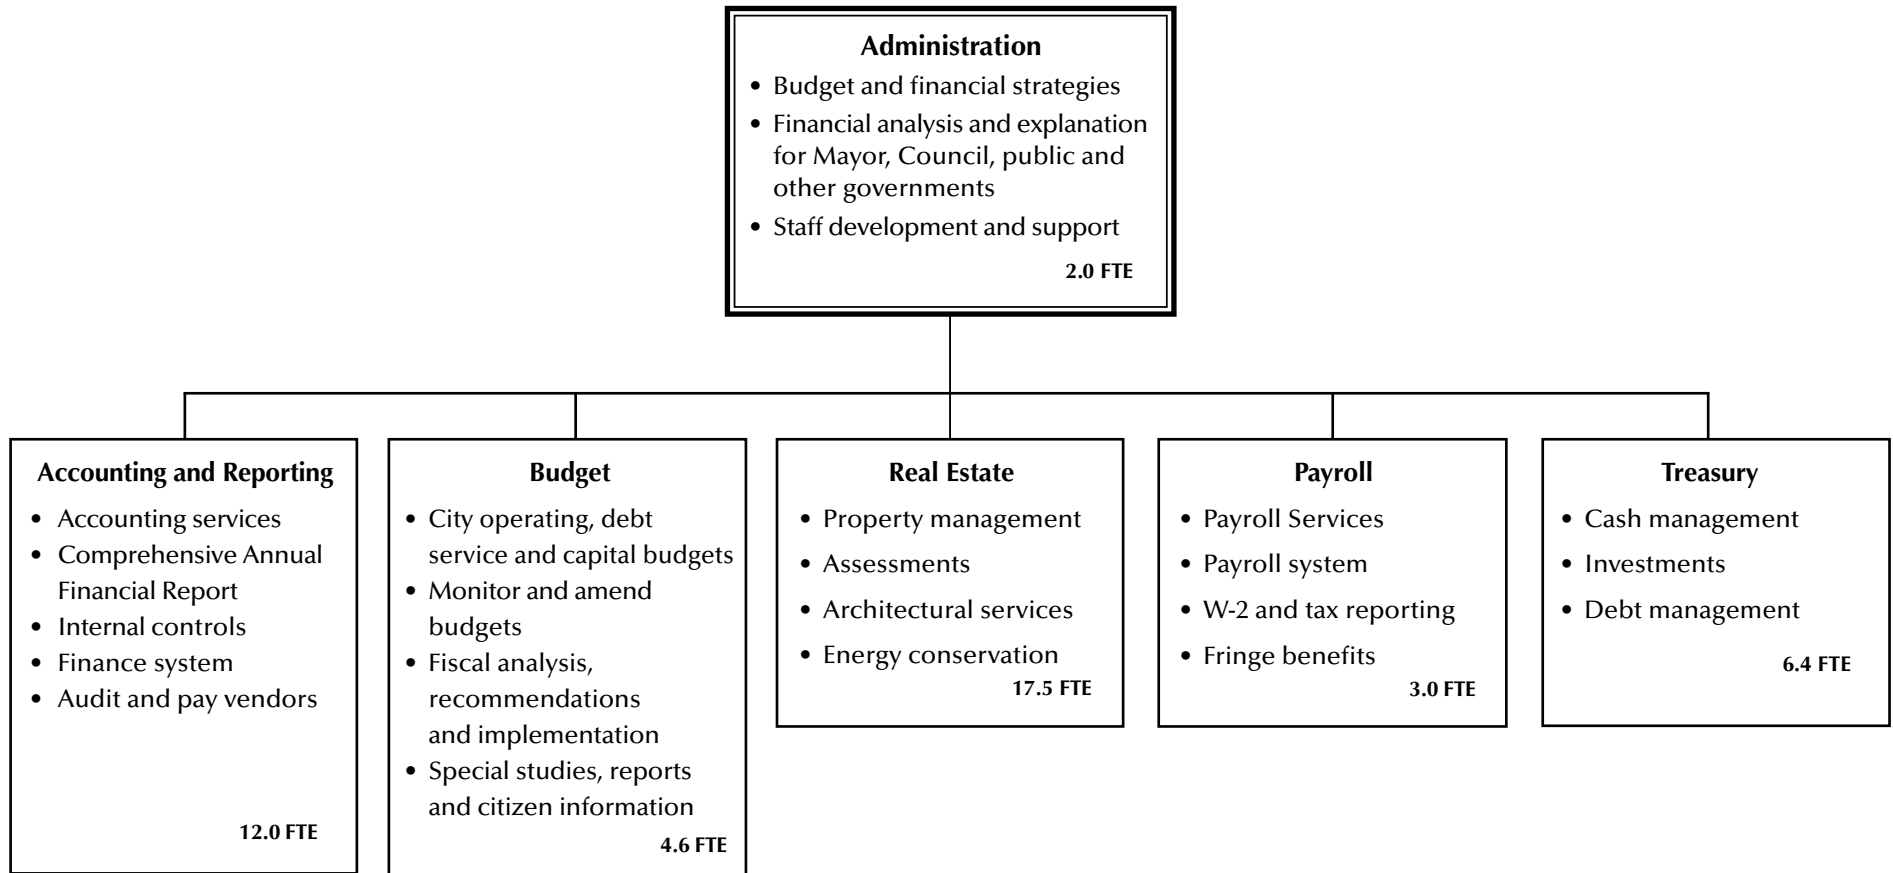 Administration
• Budget and financial strategies
• Financial analysis and explanation
for Mayor, Council, public and
other governments
• Staff development and support
2.0 FTE
Accounting and Reporting
• Accounting services
• Comprehensive Annual
Financial Report
• Internal controls
• Finance system
• Audit and pay vendors
12.0 FTE
Budget
• City operating, debt
service and capital budgets
• Monitor and amend
budgets
• Fiscal analysis,
recommendations
and implementation
• Special studies, reports
and citizen information
4.6 FTE
Real Estate
• Property management
• Assessments
• Architectural services
• Energy conservation
17.5 FTE
Payroll
• Payroll Services
• Payroll system
• W-2 and tax reporting
• Fringe benefits
3.0 FTE
Treasury
• Cash management
• Investments
• Debt management
6.4 FTE